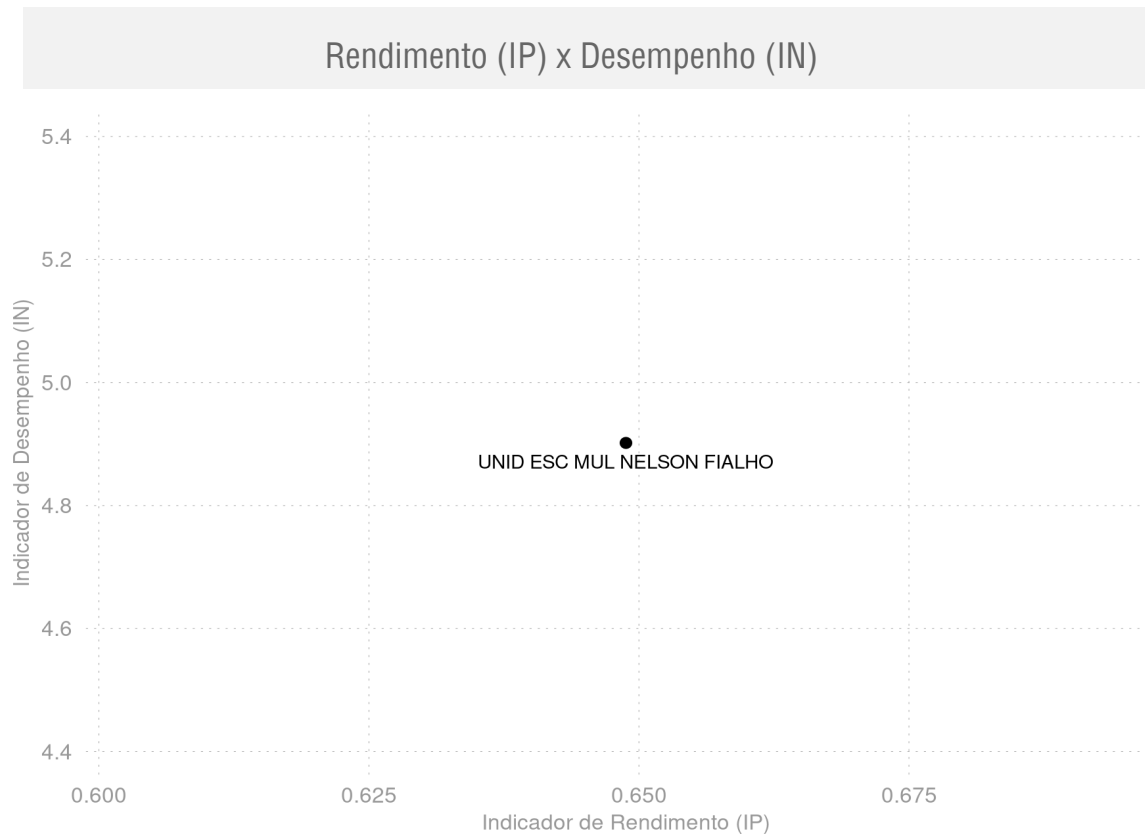 Rendimento (IP) x Desempenho (IN)
5.4
5.2
5.0
4.8
4.6
4.4
Indicador de Desempenho (IN)
UNID ESC MUL NELSON FIALHO
0.600 0.625 0.650 0.675
Indicador de Rendimento (IP)